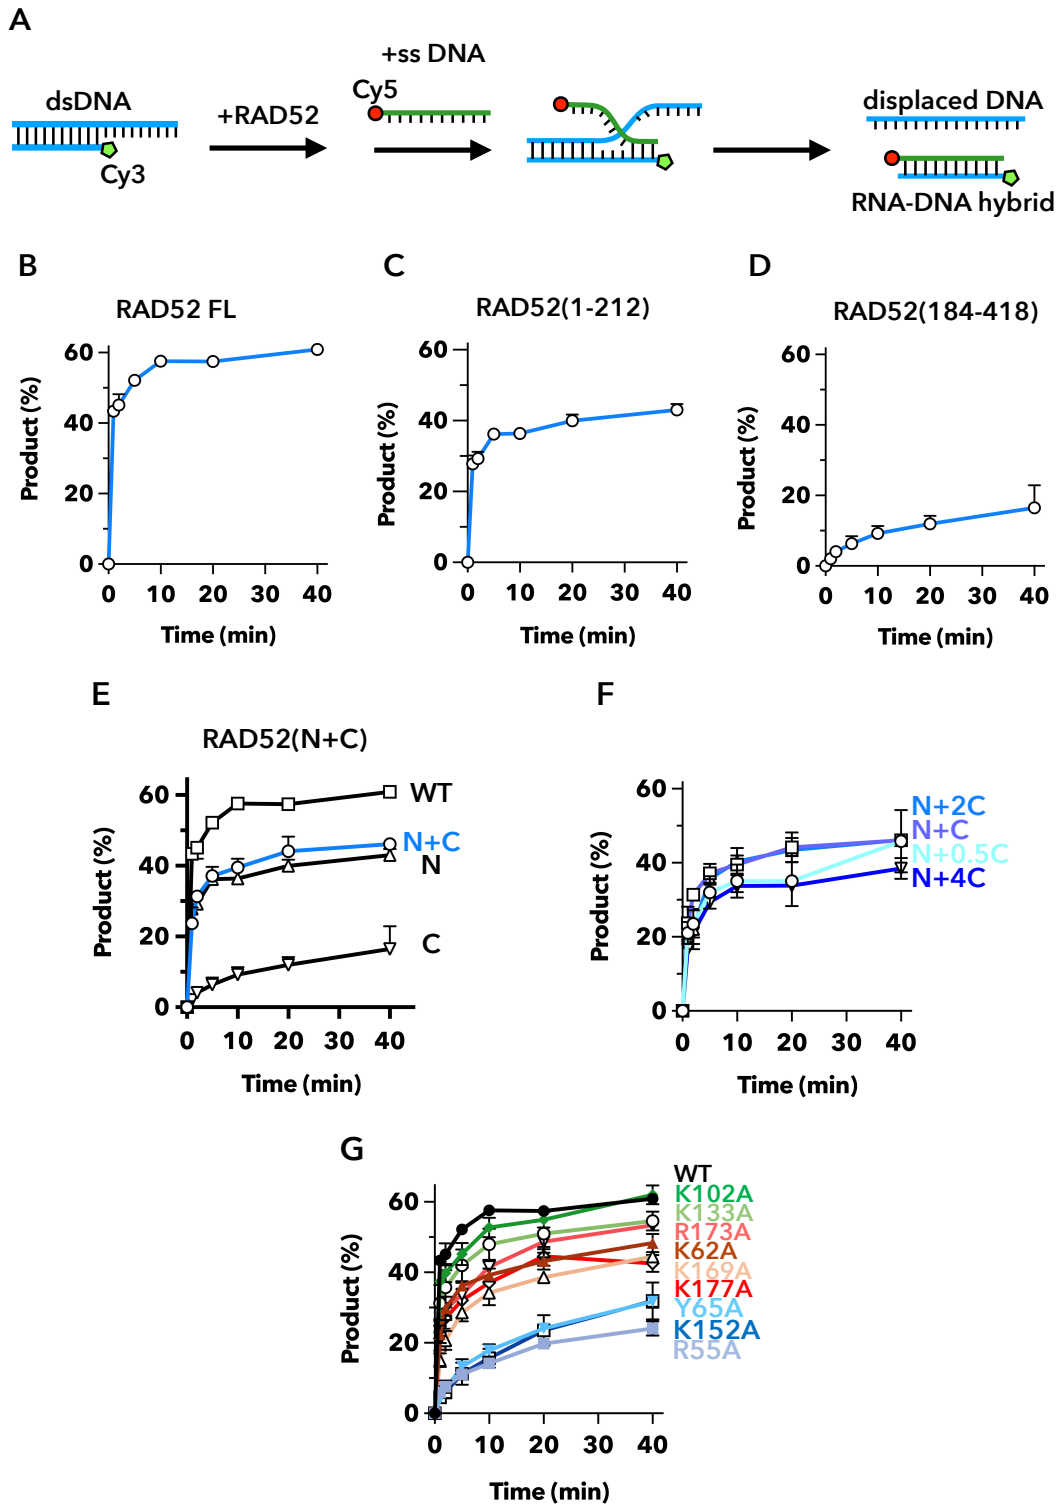 A
+ss DNA
Cy5
dsDNA
+RAD52
displaced DNA
Cy3
RNA-DNA hybrid
B
C
D
RAD52 FL
RAD52(1-212)
RAD52(184-418)
Product (%)
60
40
20
0
0 10 20 30 40
Time (min)
Product (%)
60
40
20
0
0 10 20 30 40
Time (min)
Product (%)
60
40
20
0
0 10 20 30 40
Time (min)
E
RAD52(N+C)
Product (%)
60
40
20
0
WT
N+C
N
C
0 10 20 30 40
Time (min)
F
Product (%)
60
40
20
0
N+2C
N+C
N+0.5C
N+4C
0 10 20 30 40
Time (min)
G
Product (%)
60
40
20
0
WT
K102A
K133A
R173A
K62A
K169A
K177A
Y65A
K152A
R55A
0 10 20 30 40
Time (min)